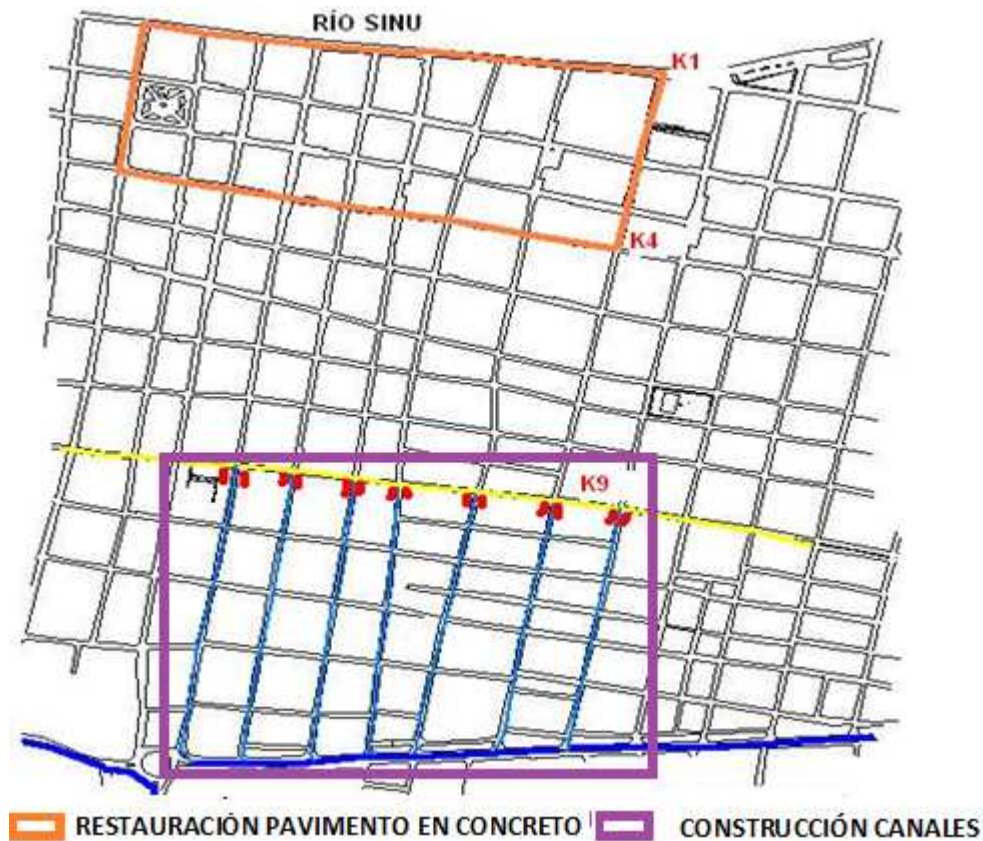 RÍO SINU
K1
K4
K9
RESTAURACIÓN PAVIMENTO EN CONCRETO
CONSTRUCCIÓN CANALES